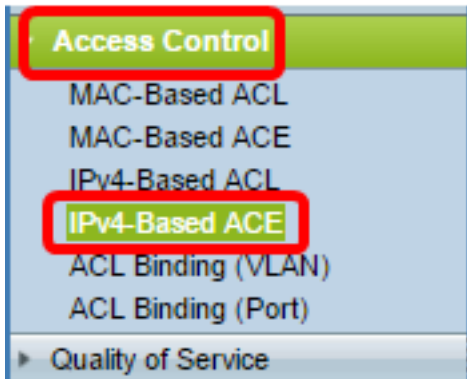 Access Control
MAC-Based ACL
MAC-Based ACE
IPv4-Based ACL
IPv4-Based ACE
ACL Binding (VLAN)
ACL Binding (Port)
Quality of Service